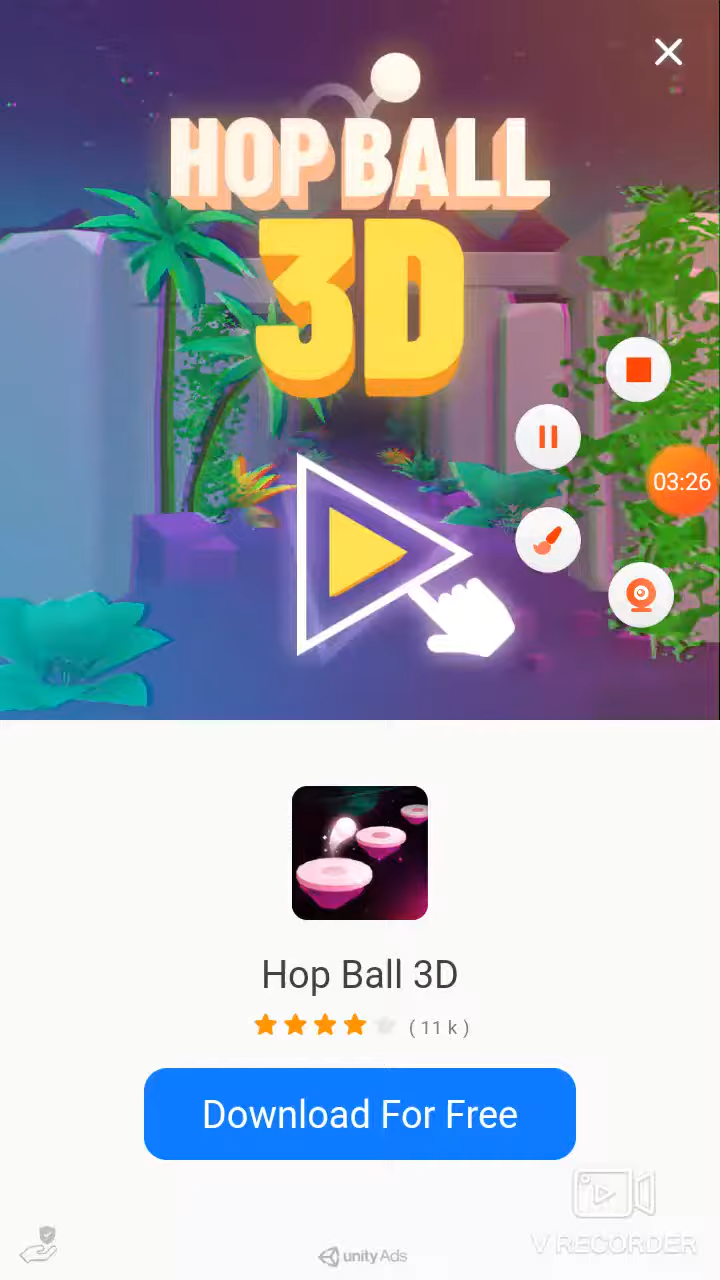 HOP BALL
3D
03:26
Hop Ball 3D
( 11 k )
Download For Free
V RECORDER
unity Ads